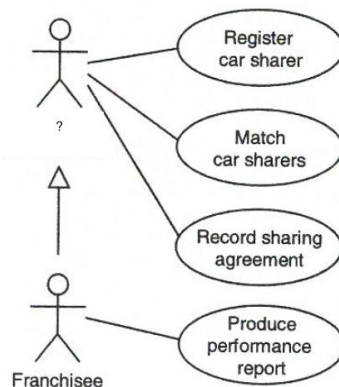 Register
car sharer
?
Match
car sharers
Record sharing
agreement
Produce
performance
report
Franchisee